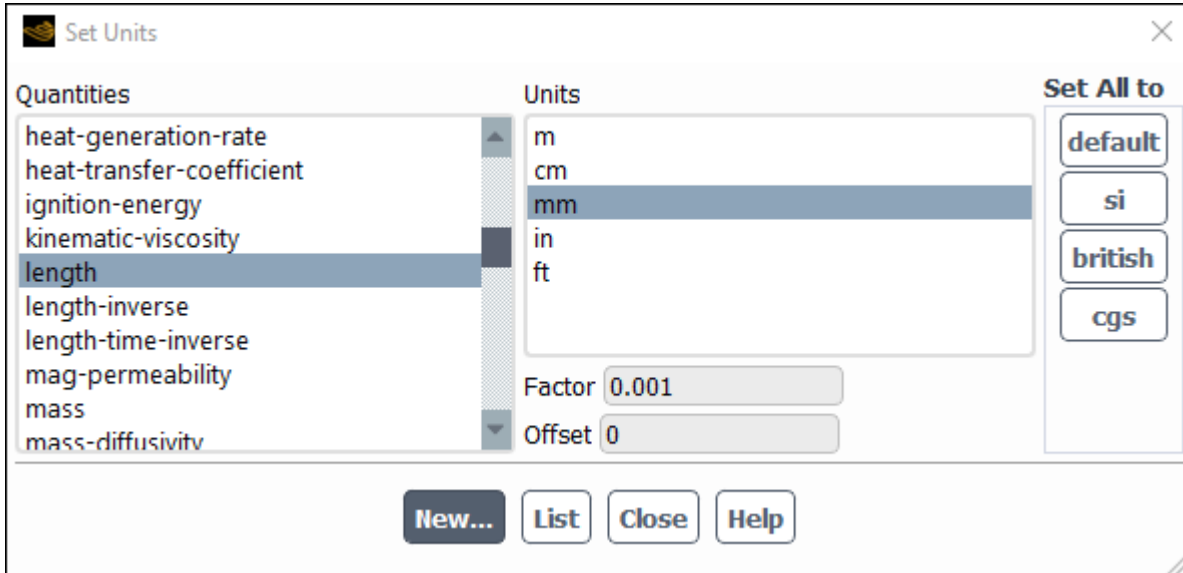 Set Units
Quantities
heat-generation-rate
heat-transfer-coefficient
ignition-energy
kinematic-viscosity
length
length-inverse
length-time-inverse
mag-permeability
mass
mass-diffusivity
Units
m
cm
mm
in
ft
Factor 0.001
Offset 0
Set All to
default
si
british
cgs
New... List Close Help